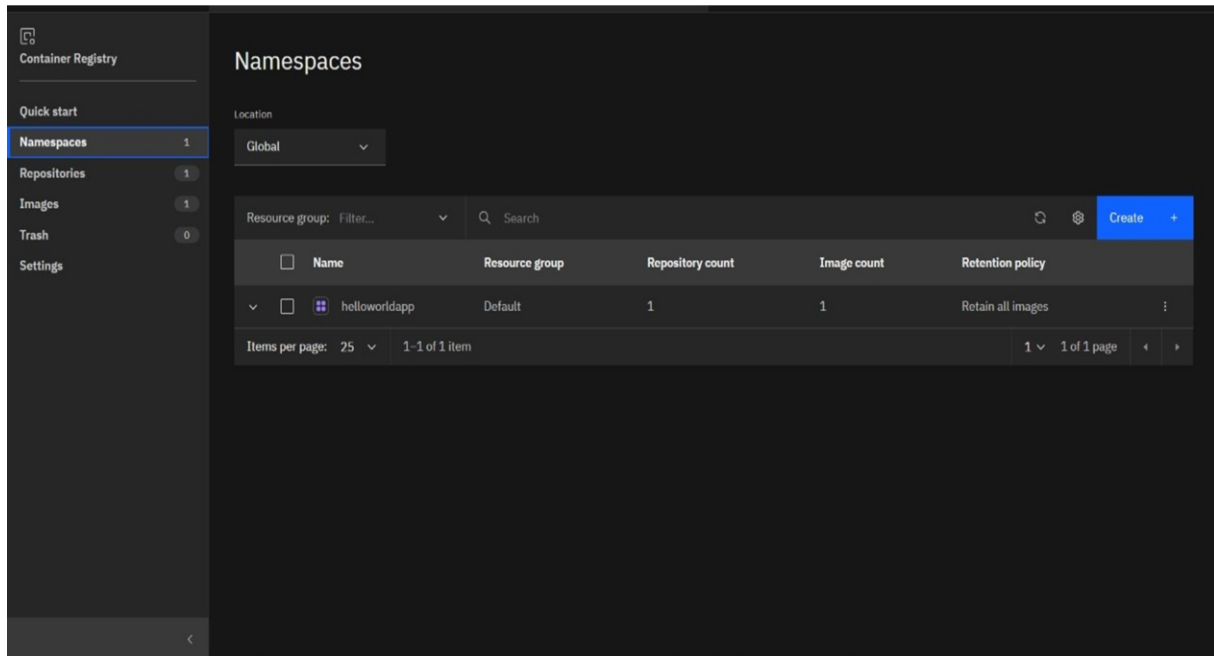 Container Registry
Quick start
Namespaces 1
Repositories 1
Images 1
Trash 0
Settings
Namespaces
Location
Global
Resource group: Filter... Search Create +
Name Resource group Repository count Image count Retention policy
helloworldapp Default 1 1 Retain all images
Items per page: 25 1–1 of 1 item 1 1 of 1 page